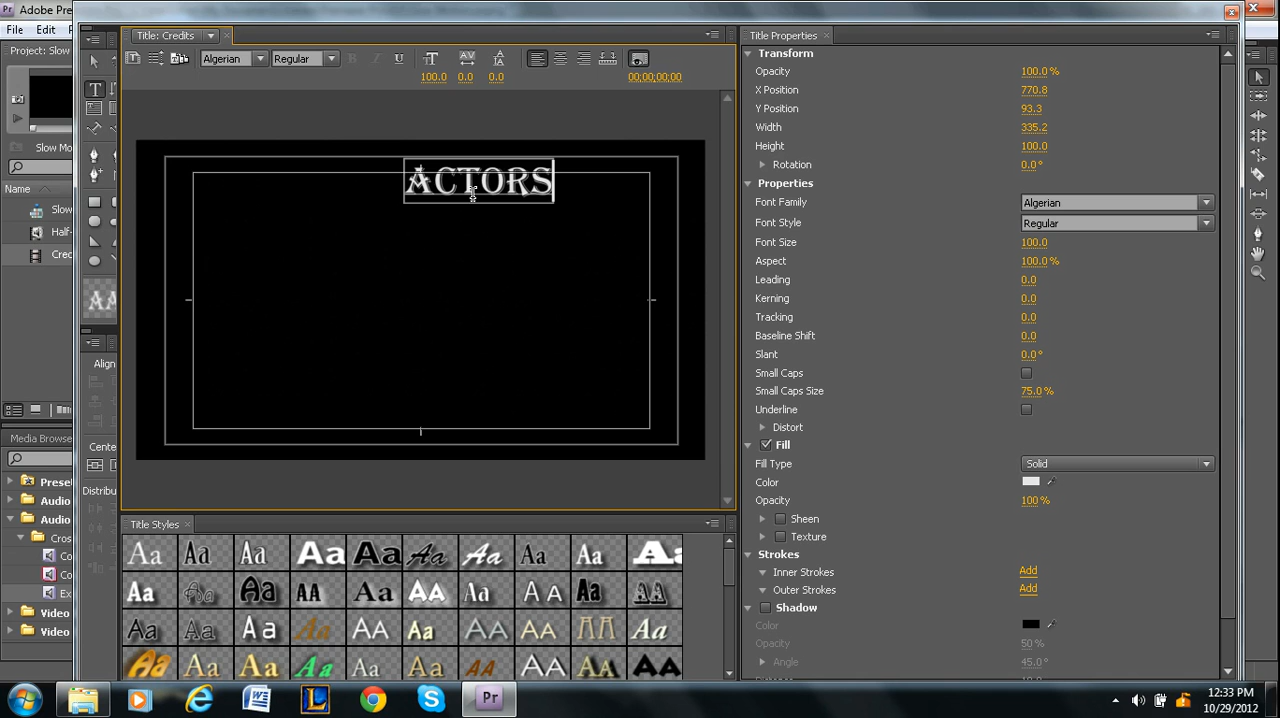 Adobe Pre
File Edit
Project: Slow
Slow Mo
Name
Slow
Half-
Crec
Media Browse
Preset
Audio
Audio
Cros
Co
Co
Ex
Video
Video
Title: Credits
Algerian
Regular
100.0 0.0 0.0
00;00;00;00
ACTORS
Align
Center
Distribu
Title Styles
Title Properties
Transform
Opacity 100.0 %
X Position 770.8
Y Position 93.3
Width 335.2
Height 100.0
Rotation 0.0 °
Properties
Font Family Algerian
Font Style Regular
Font Size 100.0
Aspect 100.0 %
Leading 0.0
Kerning 0.0
Tracking 0.0
Baseline Shift 0.0
Slant 0.0 °
Small Caps
Small Caps Size 75.0 %
Underline
Distort
Fill
Fill Type Solid
Color
Opacity 100 %
Sheen
Texture
Strokes
Inner Strokes Add
Outer Strokes Add
Shadow
Color
Opacity 50 %
Angle 45.0 °
12:33 PM
10/29/2012